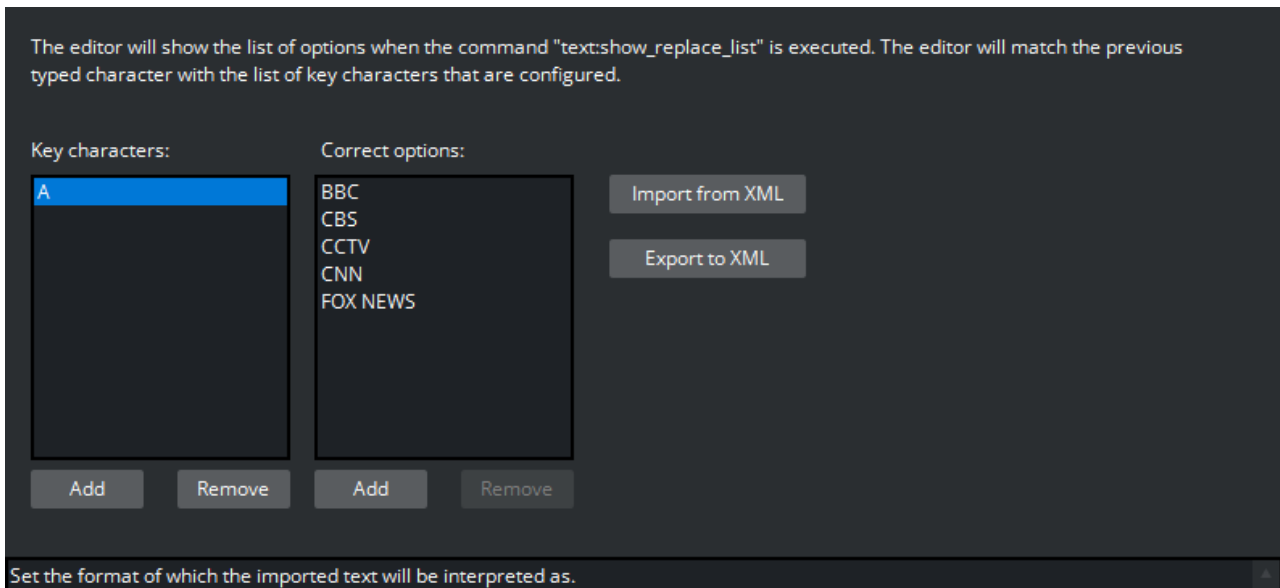 The editor will show the list of options when the command "text:show_replace_list" is executed. The editor will match the previous
typed character with the list of key characters that are configured.
Key characters:
Correct options:
A
BBC
CBS
CCTV
CNN
FOX NEWS
Import from XML
Export to XML
Add
Remove
Add
Remove
Set the format of which the imported text will be interpreted as.